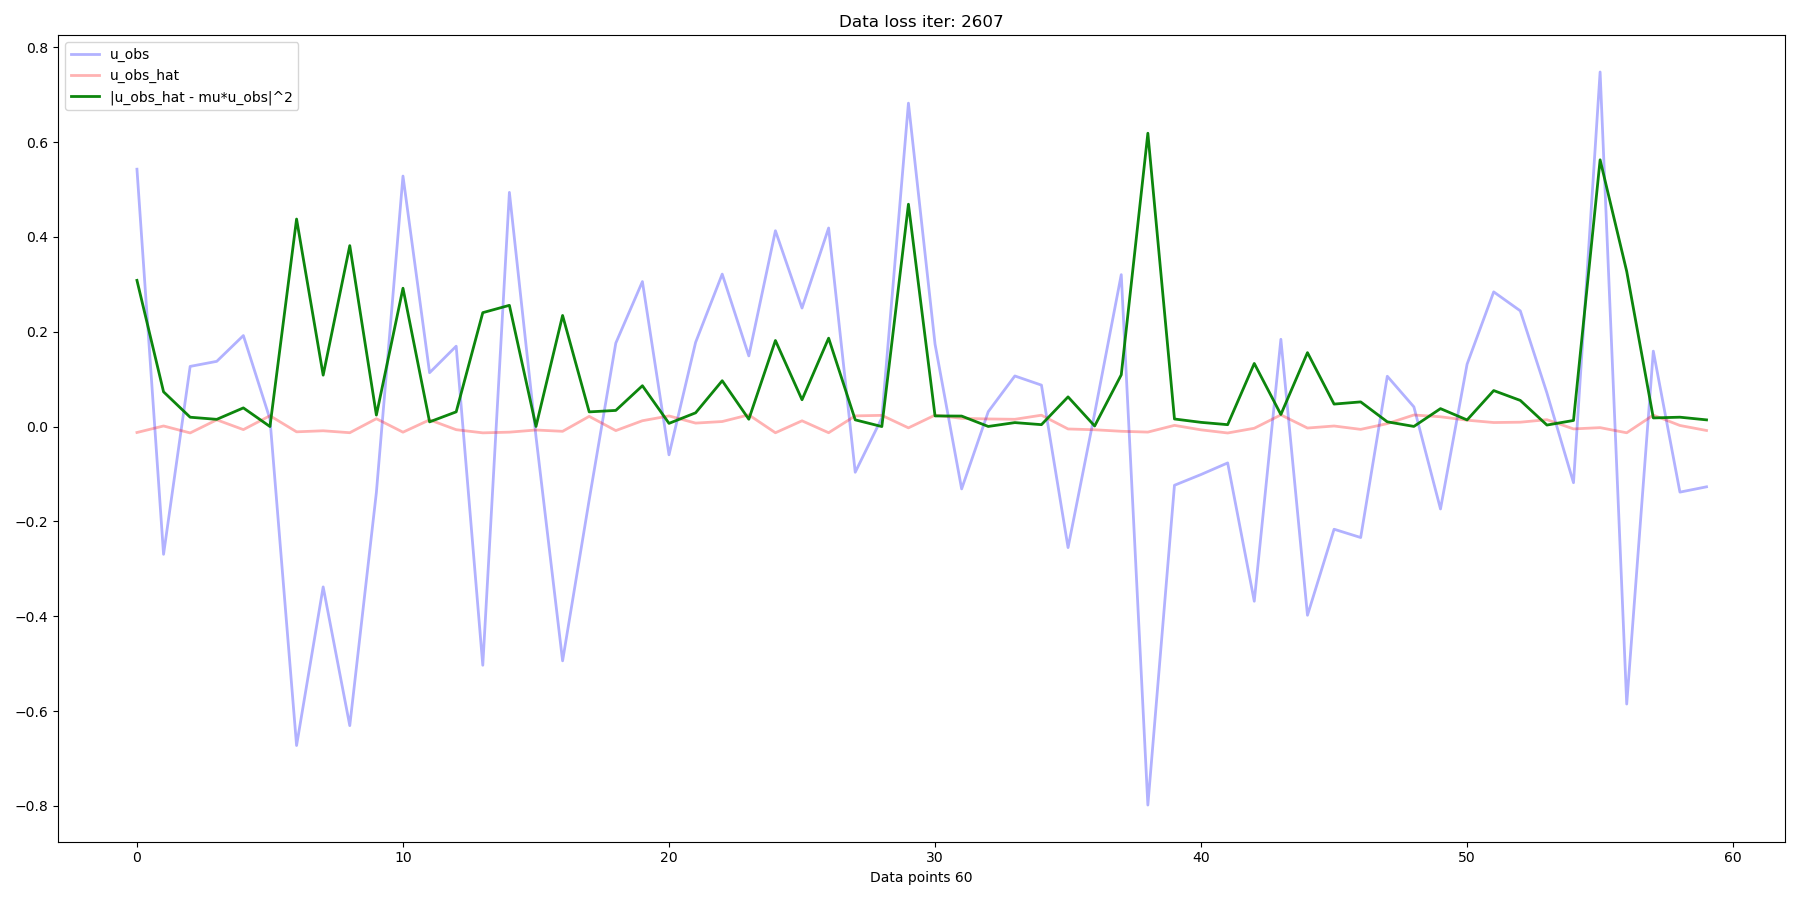 Data loss iter: 2607
u_obs
u_obs_hat
|u_obs_hat - mu*u_obs|^2
0.8
0.6
0.4
0.2
0.0
−0.2
−0.4
−0.6
−0.8
0 10 20 30 40 50 60
Data points 60